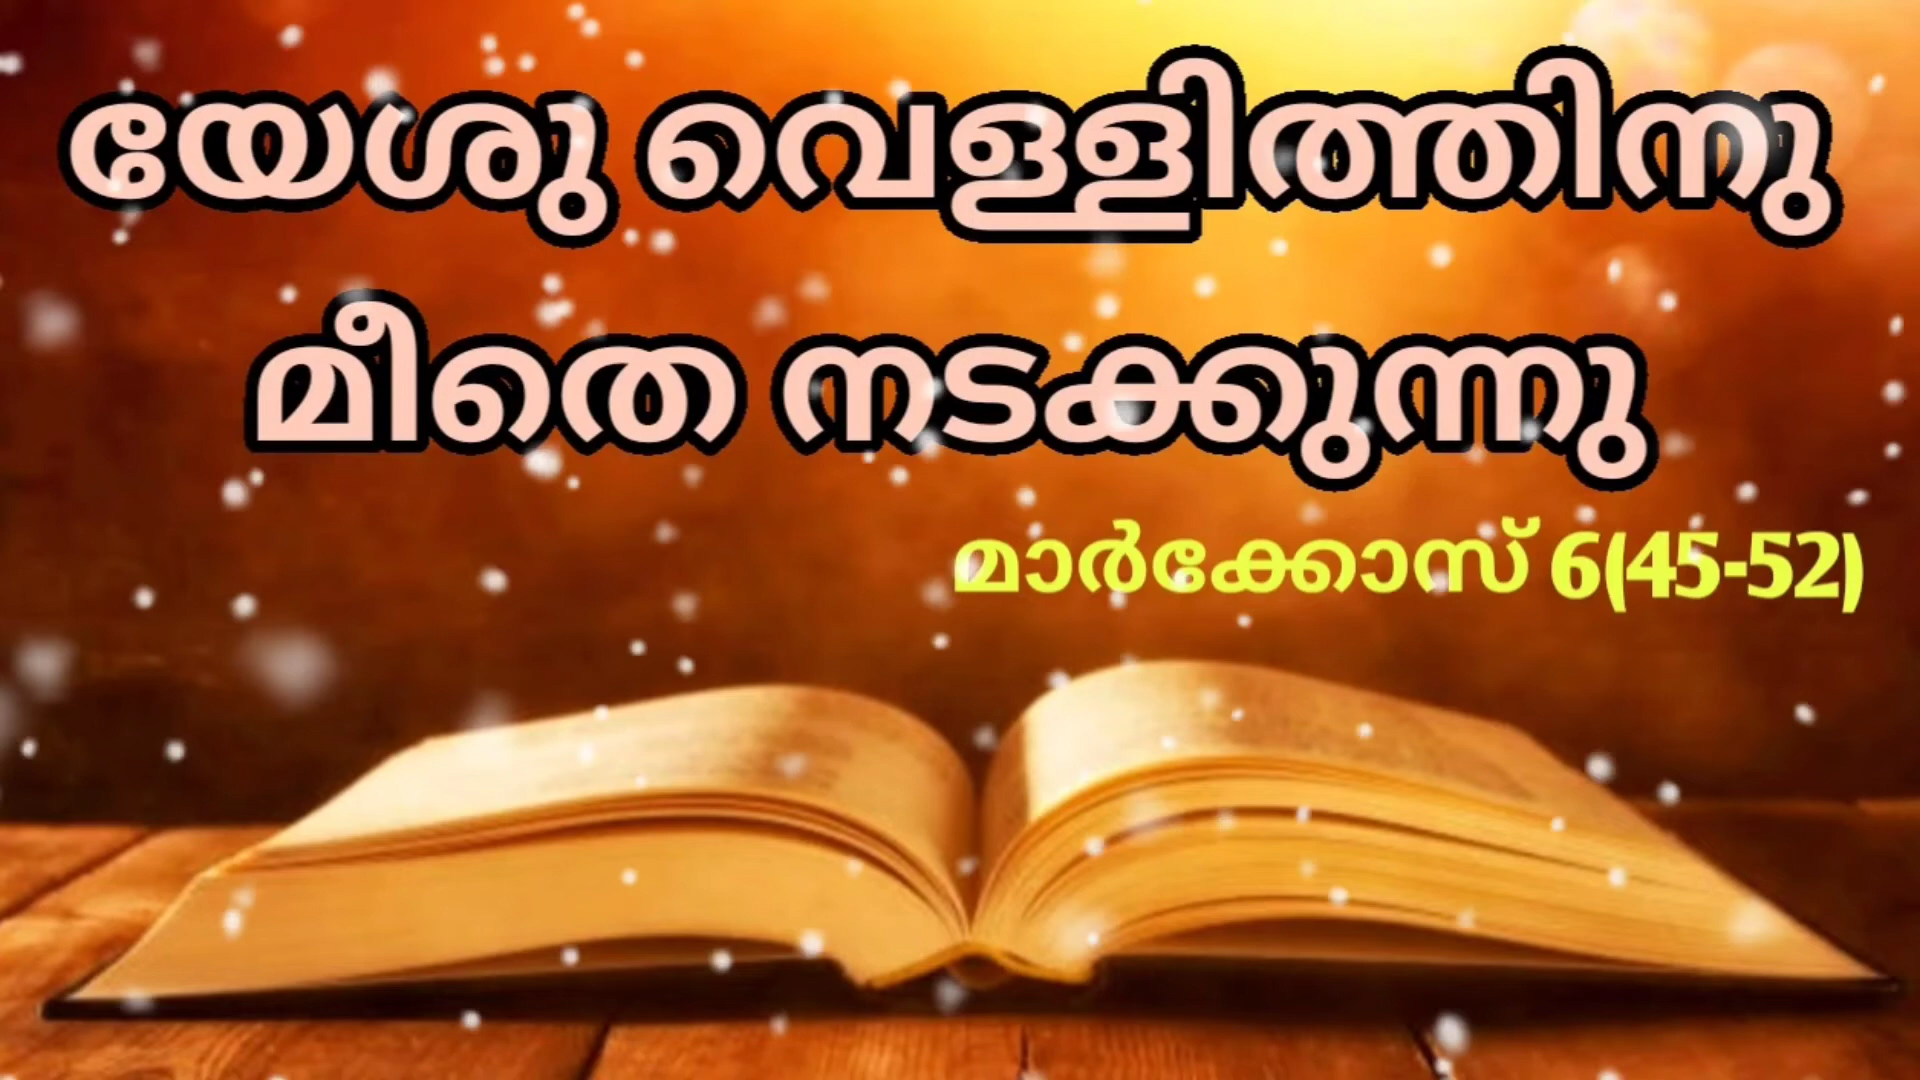 യേശു വെള്ളിത്തിനു
മീതെ നടക്കുന്നു
മാർക്കോസ് 6(45-52)